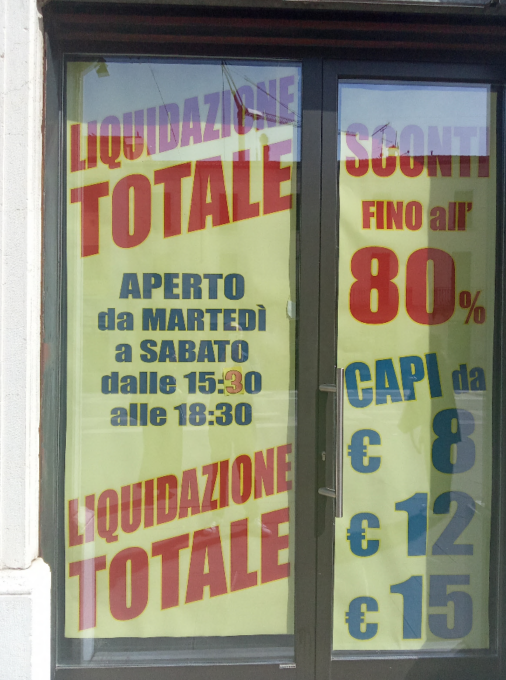 LIQUIDAZIONE
TOTALE
APERTO
da MARTEDÌ
a SABATO
dalle 15:30
alle 18:30
LIQUIDAZIONE
TOTALE
SCONTI
FINO all'
80%
CAPI da
€ 8
€ 12
€ 15